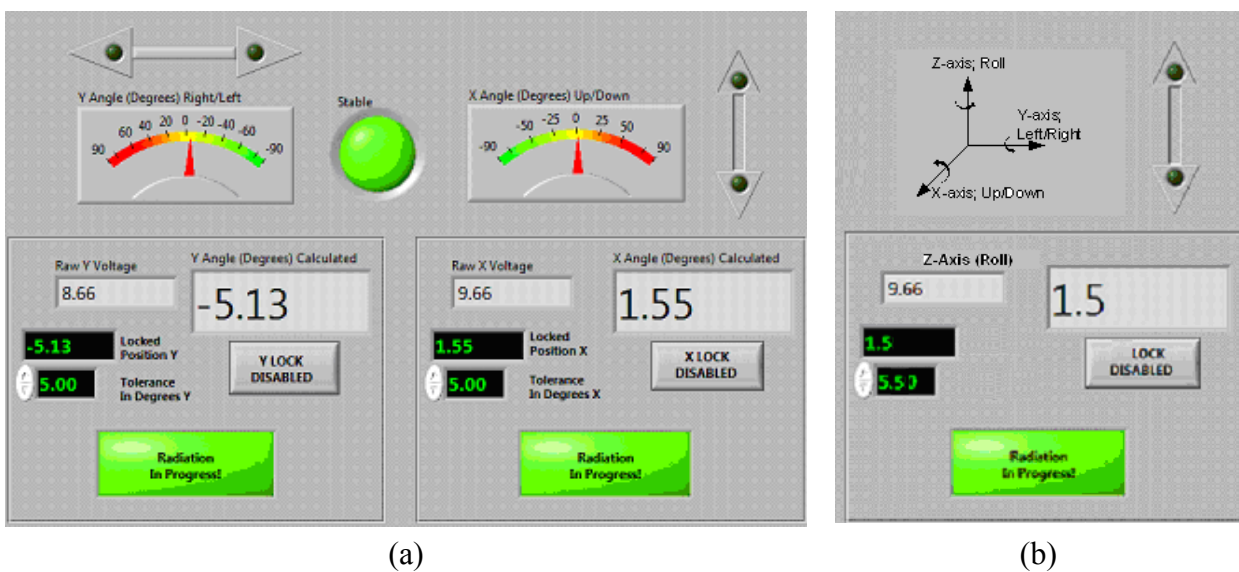 Y Angle (Degrees) Right/Left
90 60 40 20 0 -20 -40 -60 -90
Stable
X Angle (Degrees) Up/Down
-90 -50 -25 0 25 50 90
Raw Y Voltage
8.66
Y Angle (Degrees) Calculated
-5.13
-5.13
Locked
Position Y
5.00
Tolerance
In Degrees Y
Y LOCK
DISABLED
Radiation
In Progress!
Raw X Voltage
9.66
X Angle (Degrees) Calculated
1.55
1.55
Locked
Position X
5.00
Tolerance
In Degrees X
X LOCK
DISABLED
Radiation
In Progress!
(a)
Z-axis; Roll
Y-axis;
Left/Right
X-axis; Up/Down
Z-Axis (Roll)
9.66
1.5
1.5
5.50
LOCK
DISABLED
Radiation
In Progress!
(b)